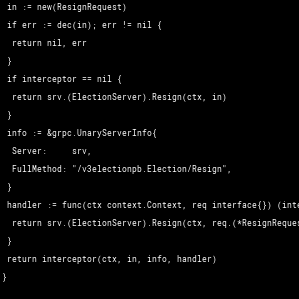 in := new(ResignRequest)
if err := dec(in); err != nil {
return nil, err
}
if interceptor == nil {
return srv.(ElectionServer).Resign(ctx, in)
}
info := &grpc.UnaryServerInfo{
Server:     srv,
FullMethod: "/v3electionpb.Election/Resign",
}
handler := func(ctx context.Context, req interface{}) (inte
return srv.(ElectionServer).Resign(ctx, req.(*ResignReques
}
return interceptor(ctx, in, info, handler)
}